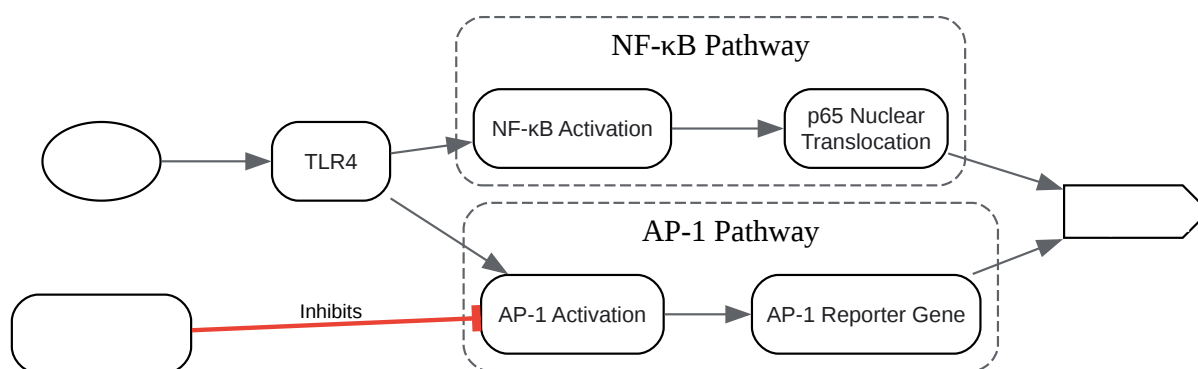 NF-κB Pathway
NF-κB Activation
p65 Nuclear
Translocation
TLR4
AP-1 Pathway
Inhibits
AP-1 Activation
AP-1 Reporter Gene